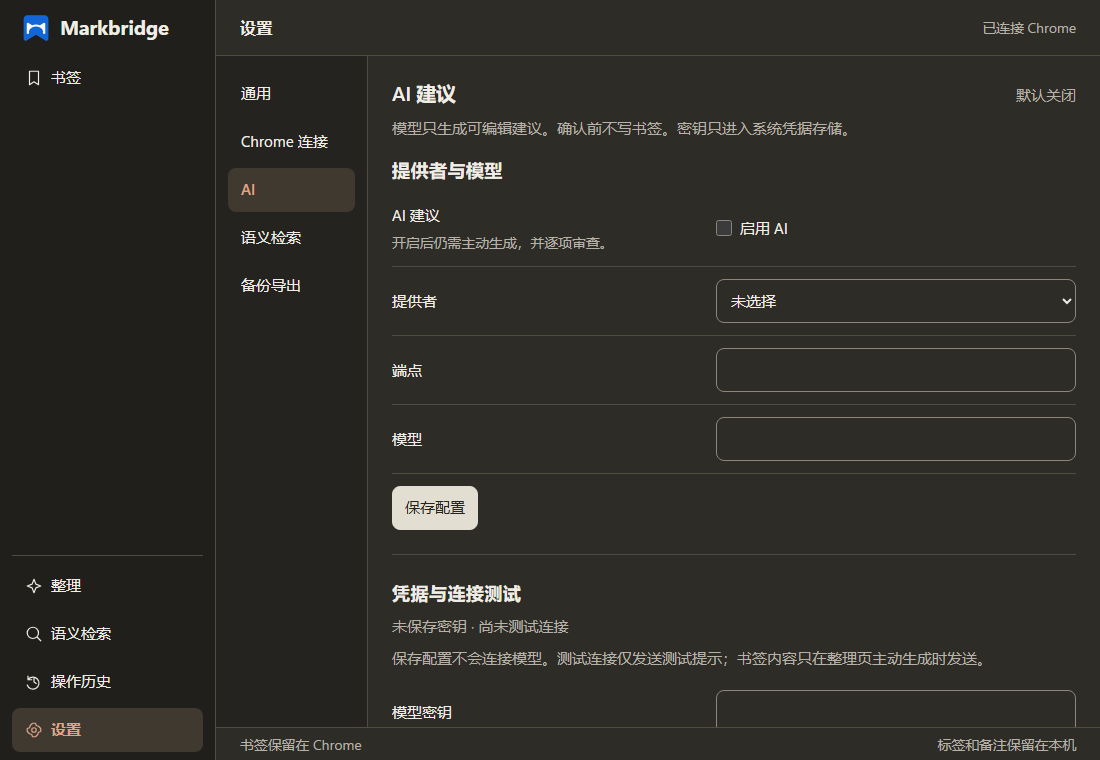 Markbridge
书签
整理
语义检索
操作历史
设置
设置
已连接 Chrome
通用
Chrome 连接
AI
语义检索
备份导出
AI 建议
默认关闭
模型只生成可编辑建议。确认前不写书签。密钥只进入系统凭据存储。
提供者与模型
AI 建议
开启后仍需主动生成，并逐项审查。
启用 AI
提供者
未选择
端点
模型
保存配置
凭据与连接测试
未保存密钥 · 尚未测试连接
保存配置不会连接模型。测试连接仅发送测试提示；书签内容只在整理页主动生成时发送。
模型密钥
书签保留在 Chrome
标签和备注保留在本机